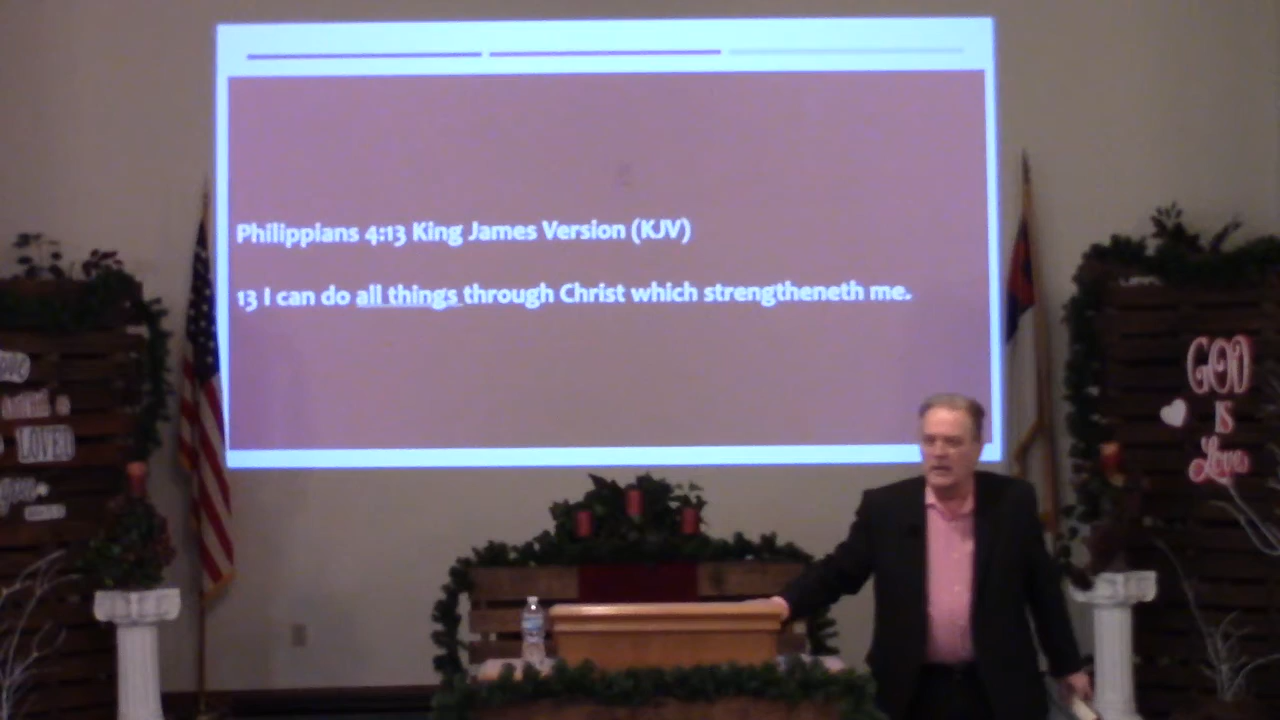 Philippians 4:13 King James Version (KJV)
13 I can do all things through Christ which strengtheneth me.
GOD
IS
Love
LOVED